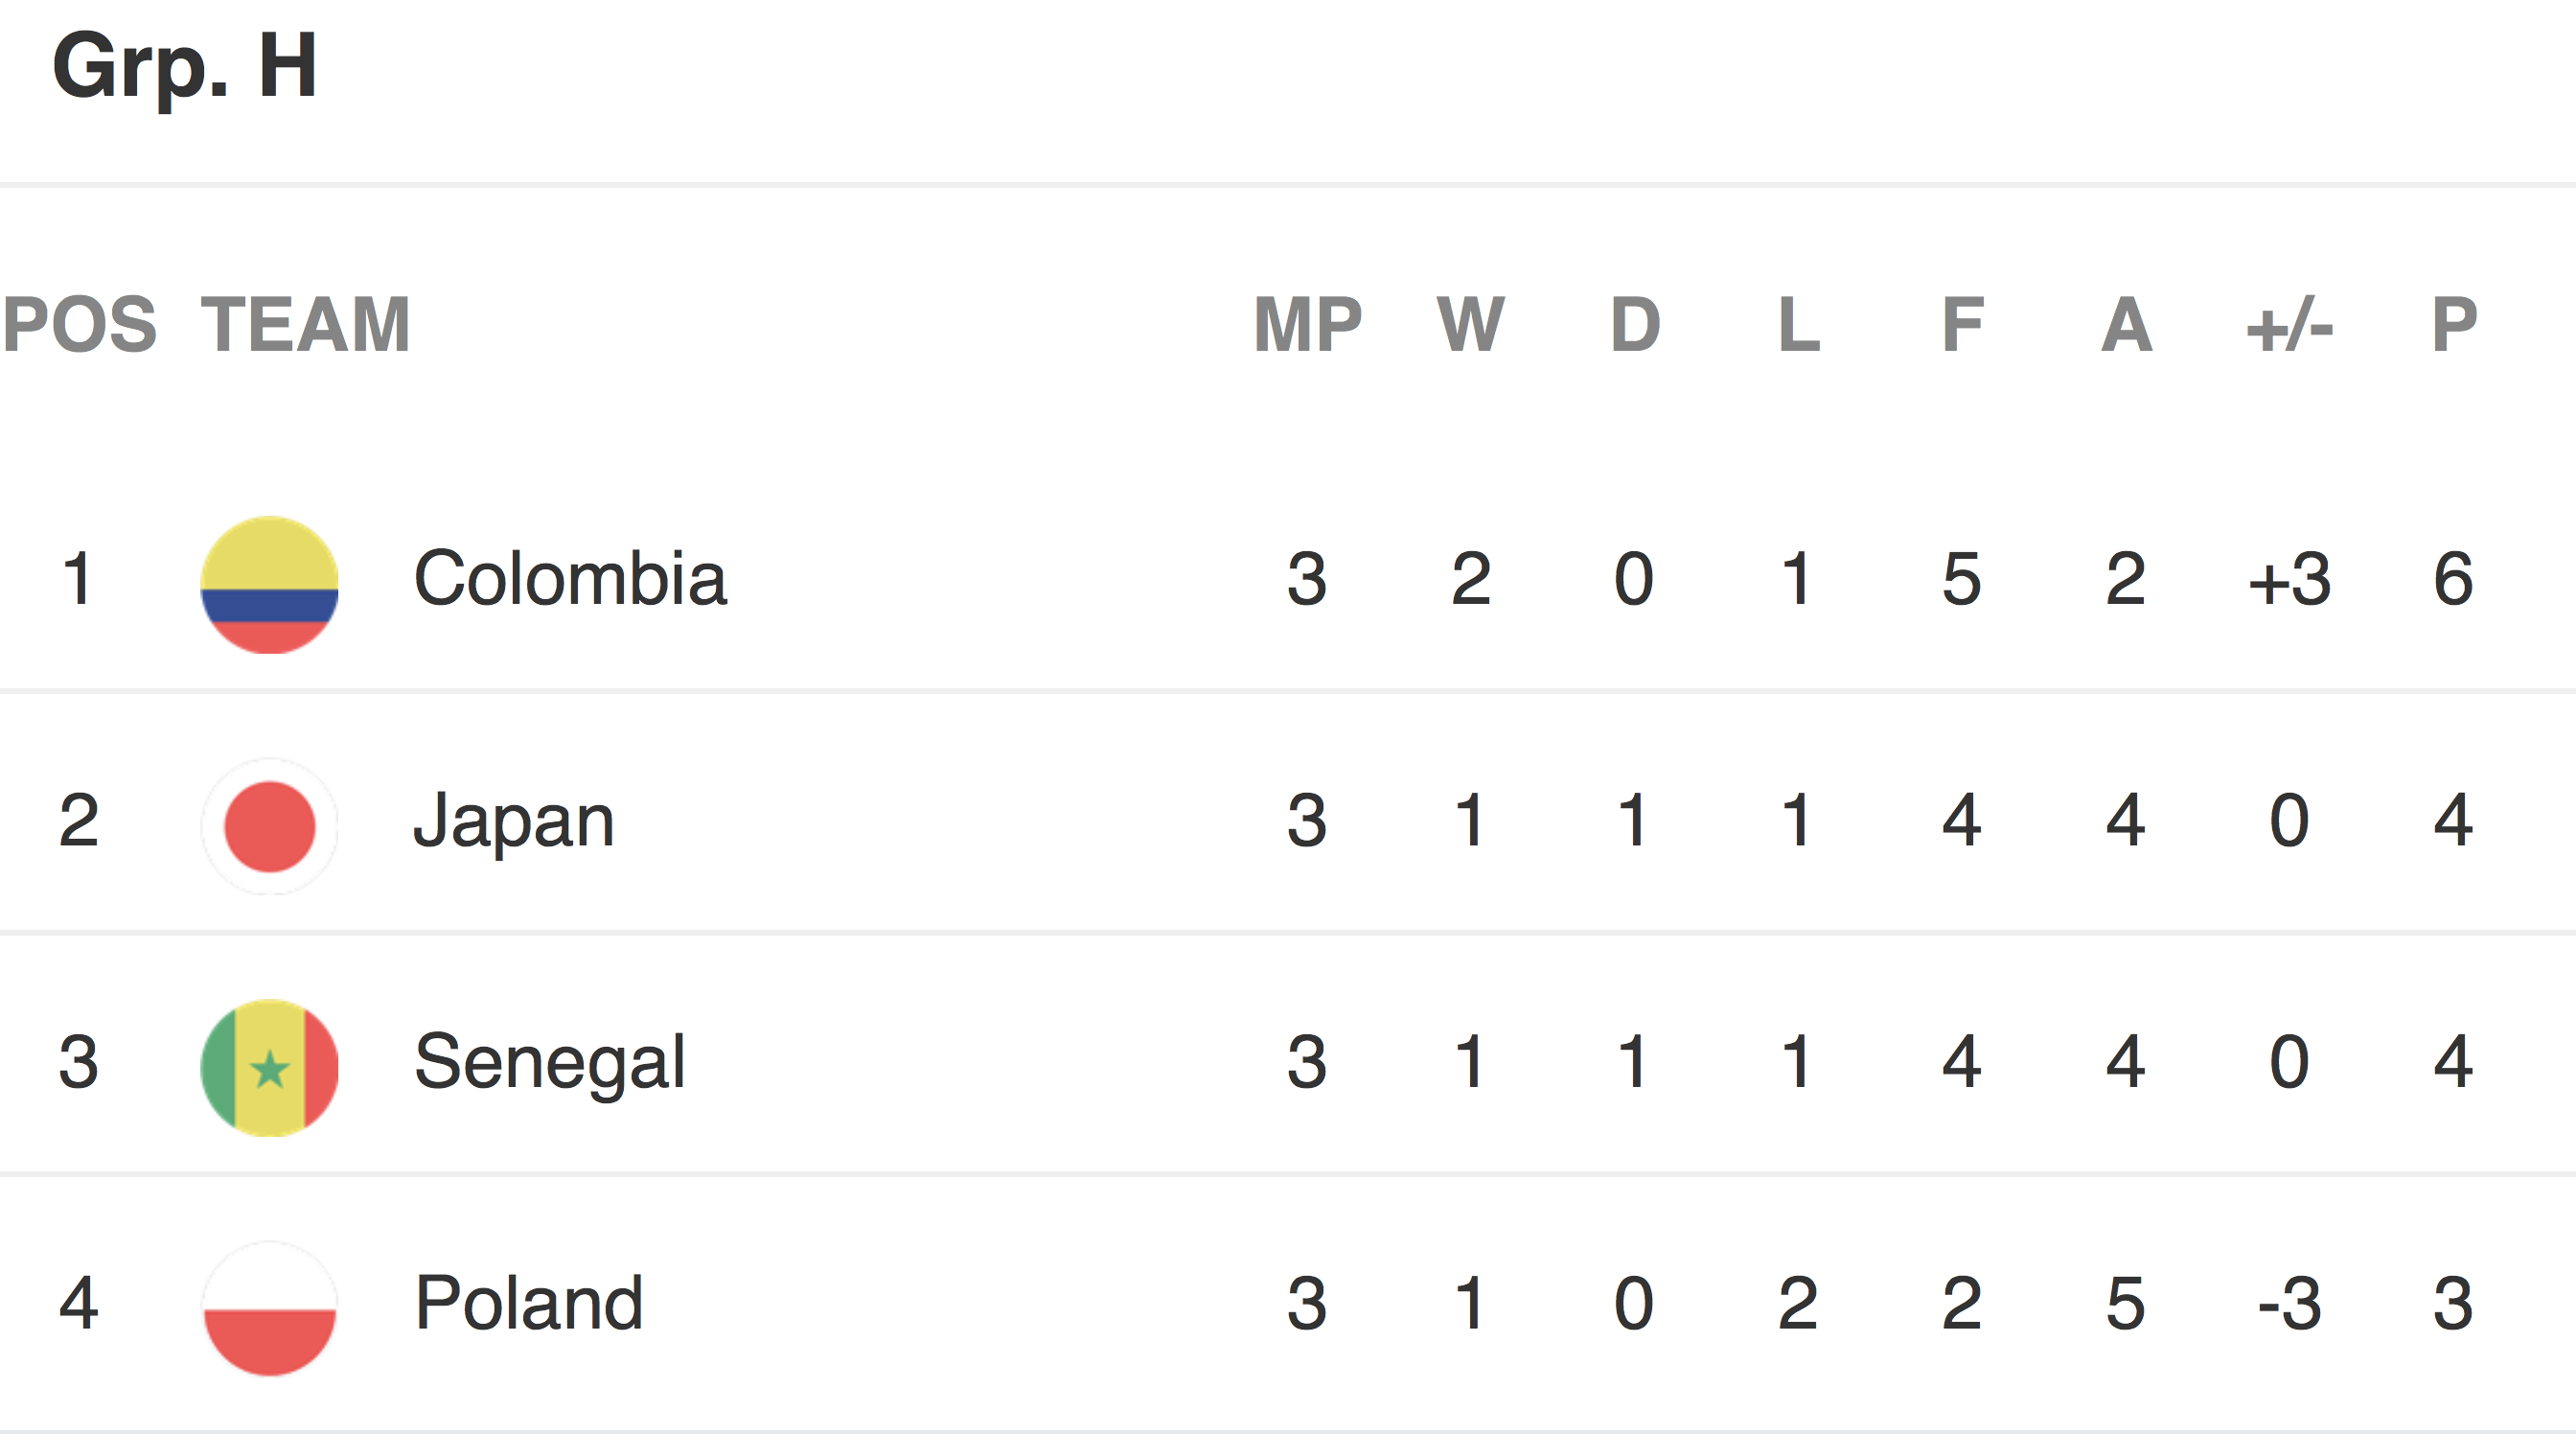 Grp. H
POS TEAM MP W D L F A +/- P
1 Colombia 3 2 0 1 5 2 +3 6
2 Japan 3 1 1 1 4 4 0 4
3 Senegal 3 1 1 1 4 4 0 4
4 Poland 3 1 0 2 2 5 -3 3